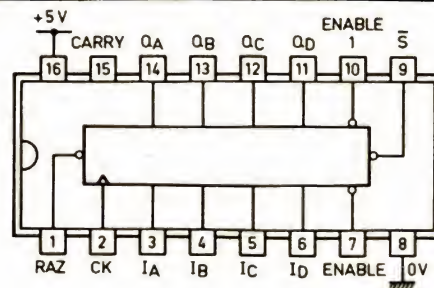 +5V CARRY QA QB QC QD ENABLE 1 S̅
16 15 14 13 12 11 10 9
1 2 3 4 5 6 7 8
RAZ CK IA IB IC ID ENABLE 0V